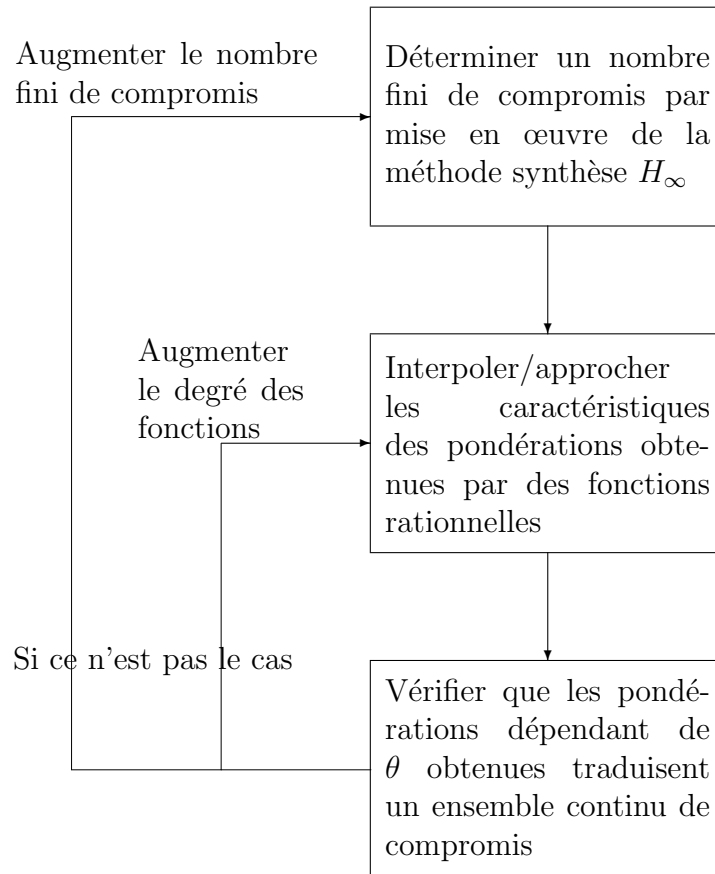 Augmenter le nombre
fini de compromis
Déterminer un nombre
fini de compromis par
mise en œuvre de la
méthode synthèse H∞
Augmenter
le degré des
fonctions
Interpoler/approcher
les caractéristiques
des pondérations obte-
nues par des fonctions
rationnelles
Si ce n'est pas le cas
Vérifier que les pondé-
rations dépendant de
θ obtenues traduisent
un ensemble continu de
compromis